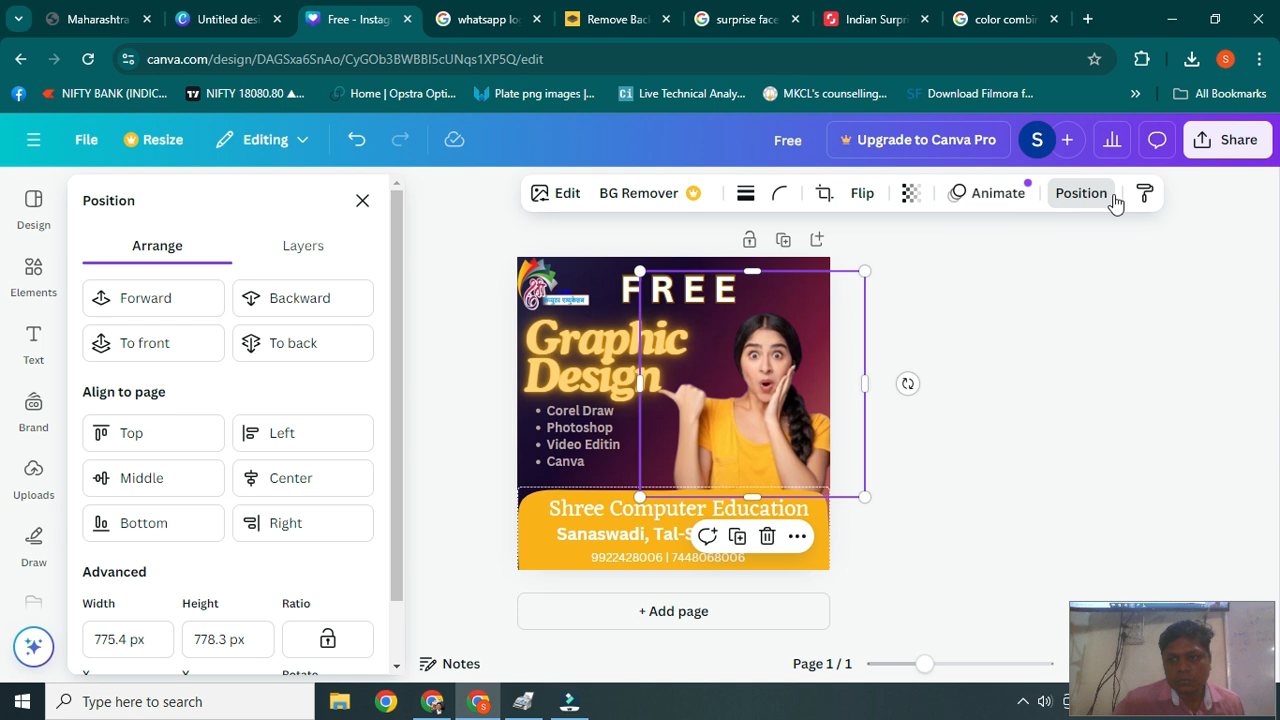 Maharashtra
Untitled desi
Free - Instag
whatsapp lo
Remove Bac
surprise face
Indian Surpr
color combin
canva.com/design/DAGSxa6SnAo/CyGOb3BWBBI5cUNqs1XP5Q/edit
NIFTY BANK (INDIC...
NIFTY 18080.80 ▲...
Home | Opstra Opti...
Plate png images |...
Live Technical Analy...
MKCL's counselling...
Download Filmora f...
All Bookmarks
File
Resize
Editing
Free
Upgrade to Canva Pro
S
Share
Edit
BG Remover
Flip
Animate
Position
Design
Elements
Text
Brand
Uploads
Draw
Position
Arrange
Layers
Forward
Backward
To front
To back
Align to page
Top
Left
Middle
Center
Bottom
Right
Advanced
Width
Height
Ratio
775.4 px
778.3 px
श्री
कॉम्प्युटर एज्युकेशन
FREE
Graphic
Design
• Corel Draw
• Photoshop
• Video Editin
• Canva
Shree Computer Education
Sanaswadi, Tal-S
9922428006 | 7448068006
+ Add page
Notes
Page 1 / 1
Type here to search